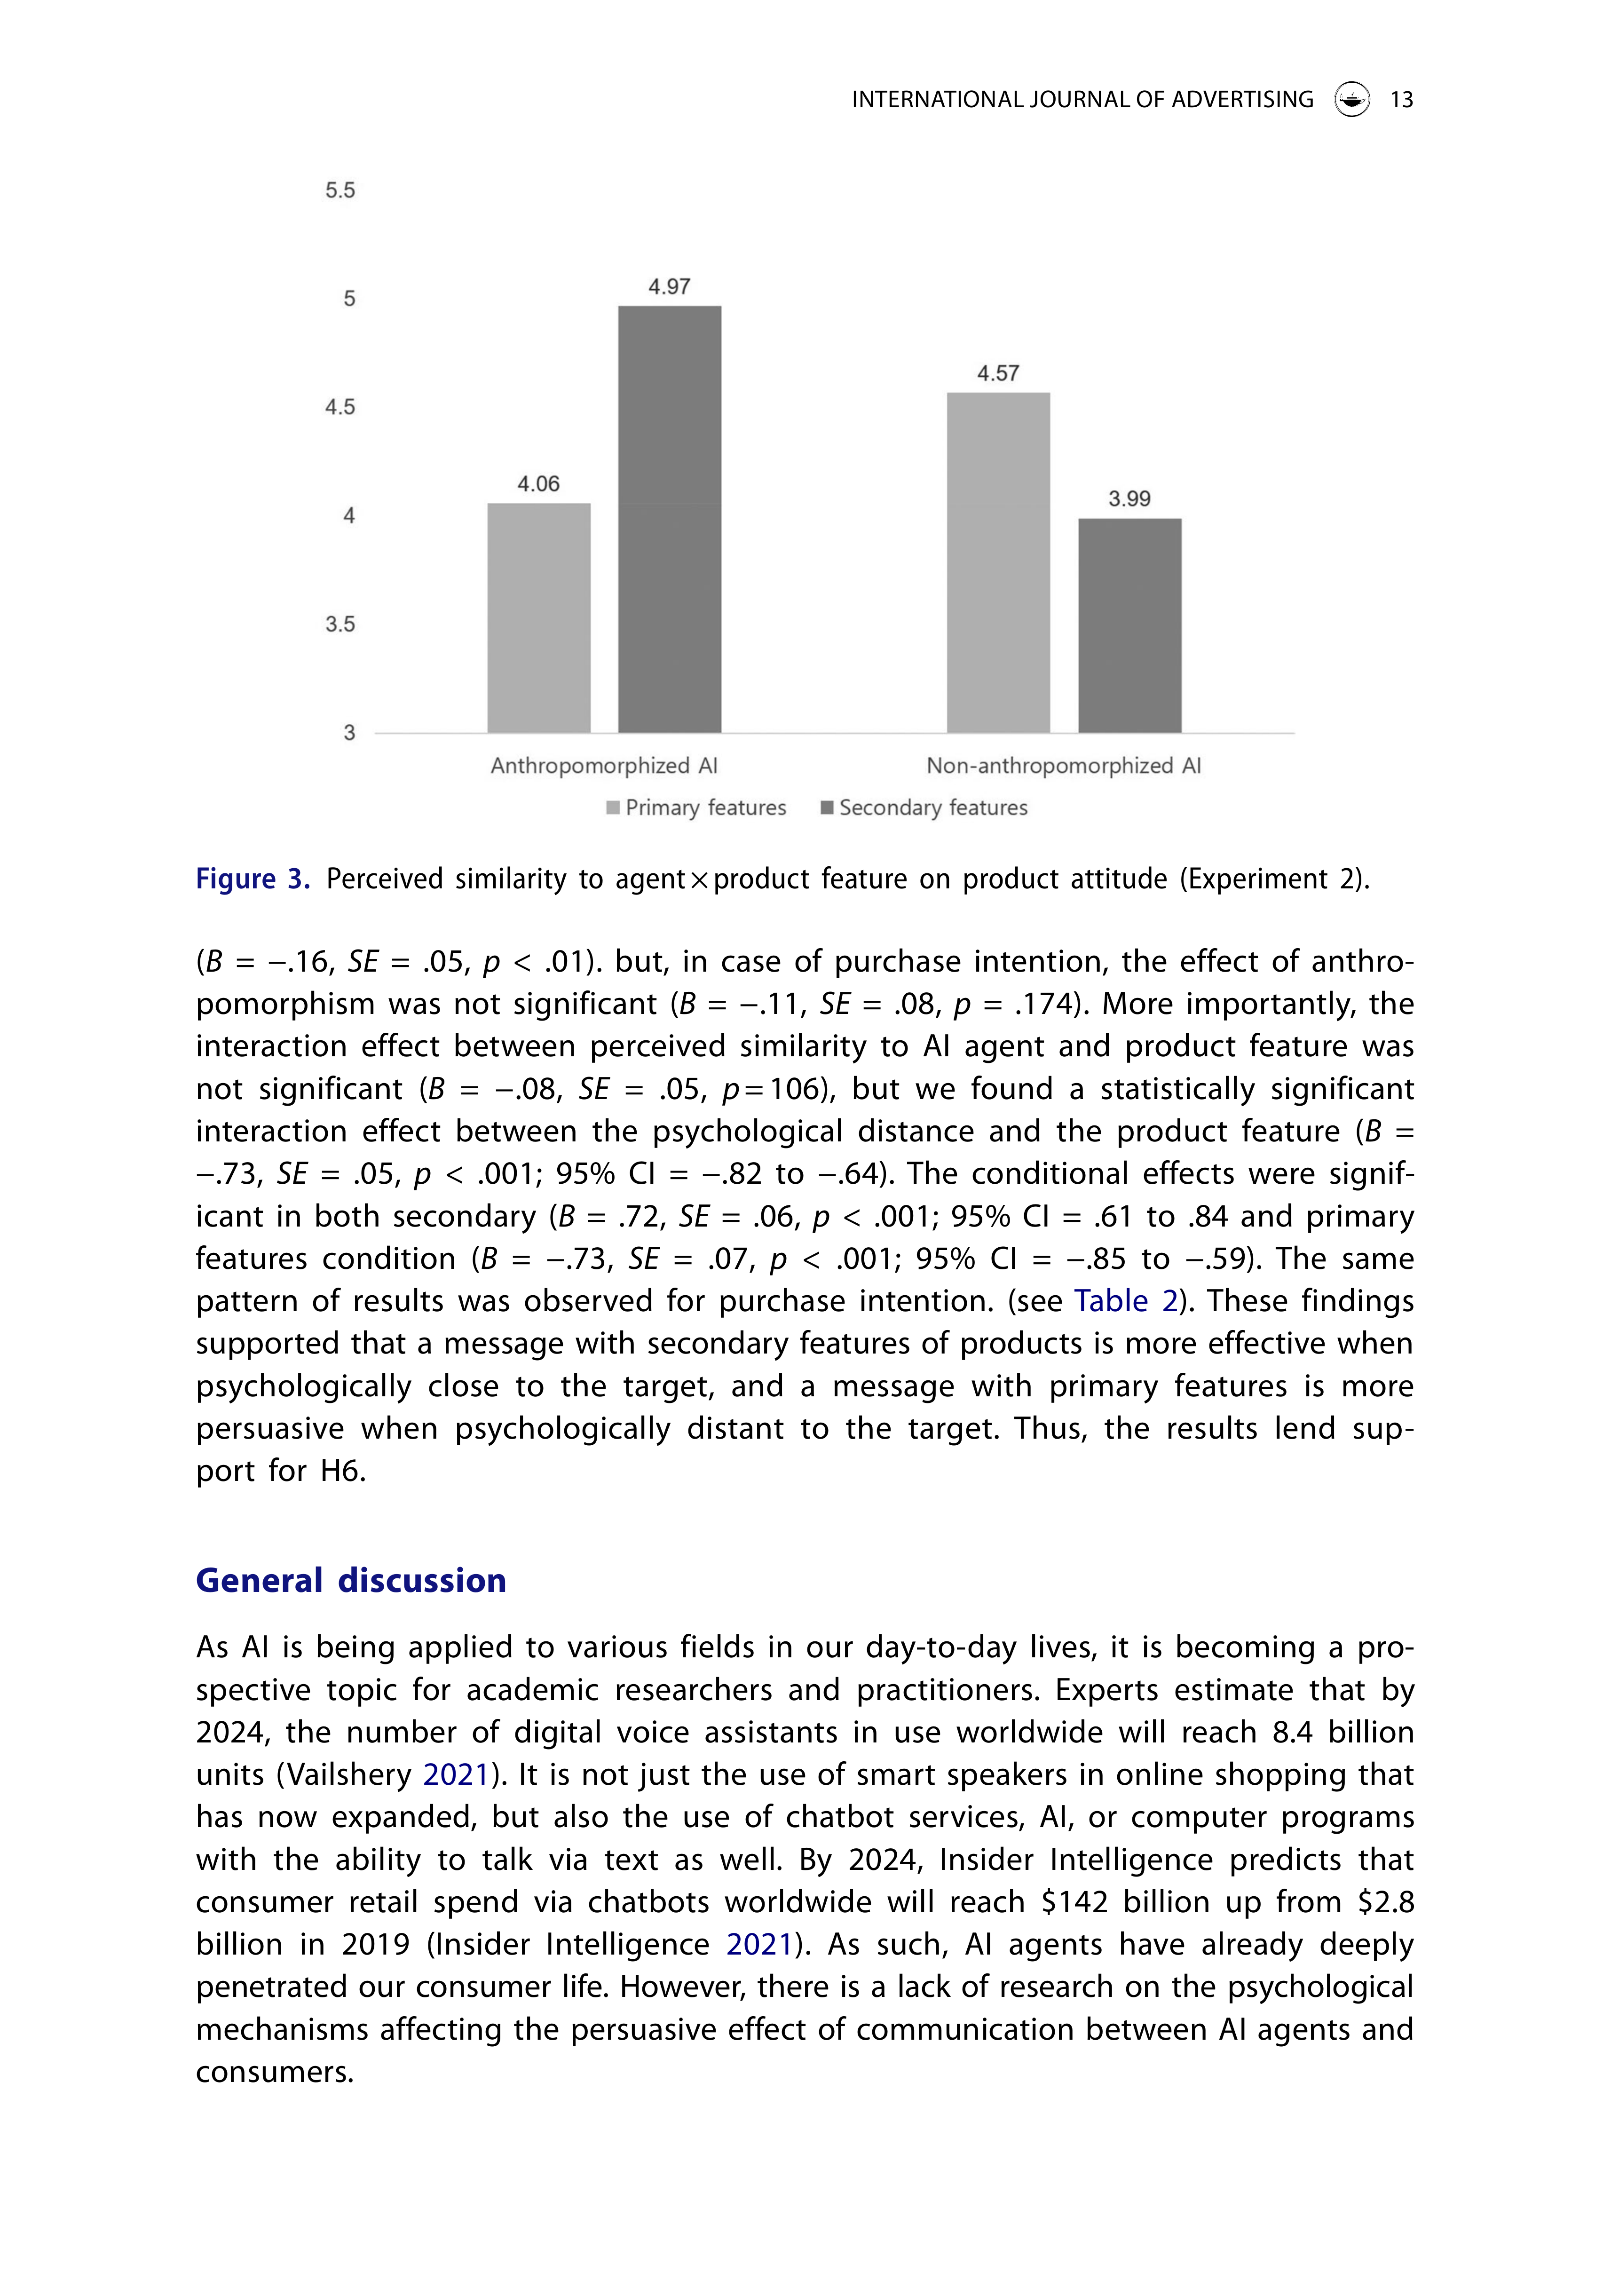 INTERNATIONAL JOURNAL OF ADVERTISING 13
5.5
5
4.5
4
3.5
3
4.06
4.97
4.57
3.99
Anthropomorphized AI
Non-anthropomorphized AI
Primary features
Secondary features
Figure 3. Perceived similarity to agent × product feature on product attitude (Experiment 2).
(B = −.16, SE = .05, p < .01). but, in case of purchase intention, the effect of anthro-
pomorphism was not significant (B = −.11, SE = .08, p = .174). More importantly, the
interaction effect between perceived similarity to AI agent and product feature was
not significant (B = −.08, SE = .05, p = 106), but we found a statistically significant
interaction effect between the psychological distance and the product feature (B =
−.73, SE = .05, p < .001; 95% CI = −.82 to −.64). The conditional effects were signif-
icant in both secondary (B = .72, SE = .06, p < .001; 95% CI = .61 to .84 and primary
features condition (B = −.73, SE = .07, p < .001; 95% CI = −.85 to −.59). The same
pattern of results was observed for purchase intention. (see Table 2). These findings
supported that a message with secondary features of products is more effective when
psychologically close to the target, and a message with primary features is more
persuasive when psychologically distant to the target. Thus, the results lend sup-
port for H6.
General discussion
As AI is being applied to various fields in our day-to-day lives, it is becoming a pro-
spective topic for academic researchers and practitioners. Experts estimate that by
2024, the number of digital voice assistants in use worldwide will reach 8.4 billion
units (Vailshery 2021). It is not just the use of smart speakers in online shopping that
has now expanded, but also the use of chatbot services, AI, or computer programs
with the ability to talk via text as well. By 2024, Insider Intelligence predicts that
consumer retail spend via chatbots worldwide will reach $142 billion up from $2.8
billion in 2019 (Insider Intelligence 2021). As such, AI agents have already deeply
penetrated our consumer life. However, there is a lack of research on the psychological
mechanisms affecting the persuasive effect of communication between AI agents and
consumers.